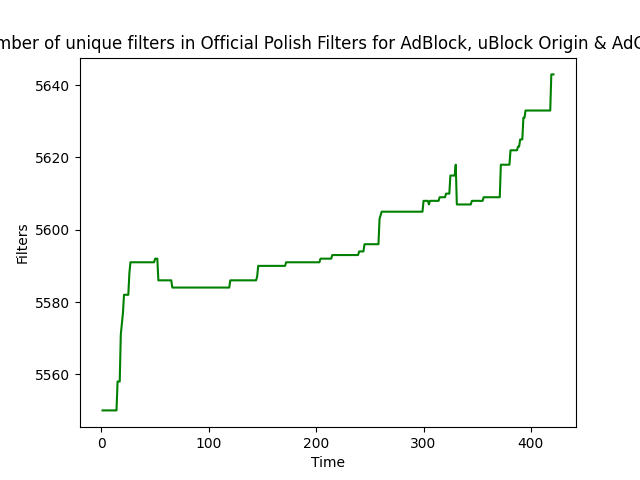 mber of unique filters in Official Polish Filters for AdBlock, uBlock Origin & AdG
5640
5620
5600
5580
5560
Filters
0 100 200 300 400
Time